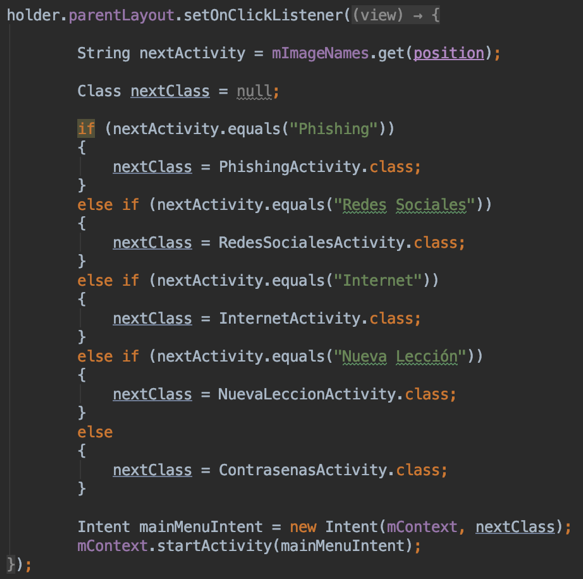 holder.parentLayout.setOnClickListener((view) → {
String nextActivity = mImageNames.get(position);
Class nextClass = null;
if (nextActivity.equals("Phishing"))
{
nextClass = PhishingActivity.class;
}
else if (nextActivity.equals("Redes Sociales"))
{
nextClass = RedesSocialesActivity.class;
}
else if (nextActivity.equals("Internet"))
{
nextClass = InternetActivity.class;
}
else if (nextActivity.equals("Nueva Lección"))
{
nextClass = NuevaLeccionActivity.class;
}
else
{
nextClass = ContrasenasActivity.class;
}
Intent mainMenuIntent = new Intent(mContext, nextClass);
mContext.startActivity(mainMenuIntent);
});